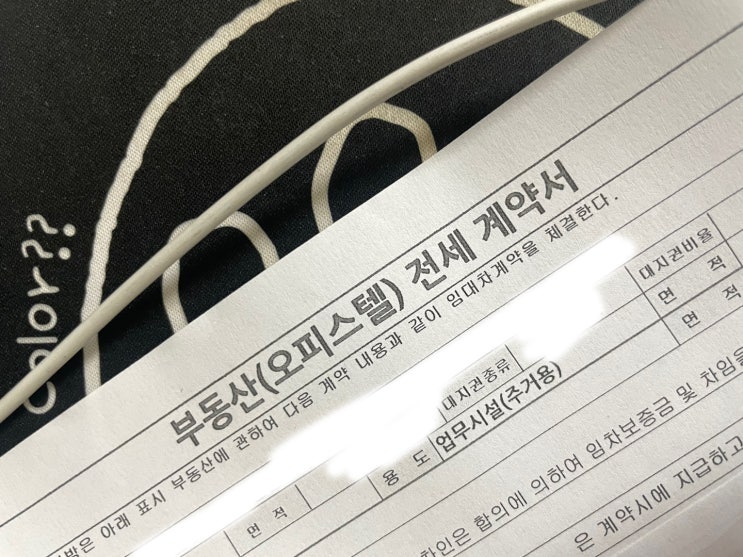 color??
부동산(오피스텔) 전세 계약서
은 아래 표시 부동산에 관하여 다음 계약 내용과 같이 임대차계약을 체결한다.
대지권종류 대지권비율
면 적
면 적 용 도 업무시설(주거용) 면 적
차인은 합의에 의하여 임차보증금 및 차임을
은 계약시에 지급하고